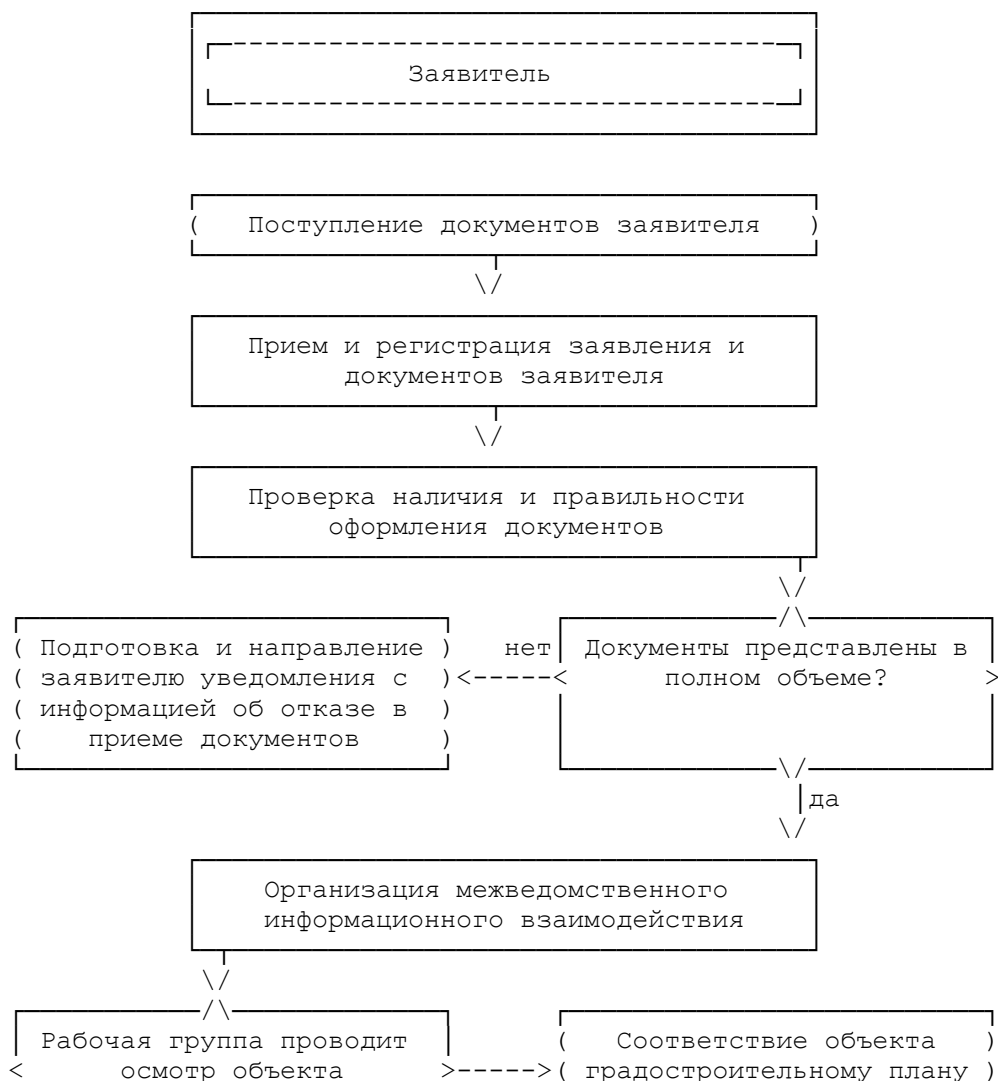 Заявитель
Поступление документов заявителя
Прием и регистрация заявления и
документов заявителя
Проверка наличия и правильности
оформления документов
Подготовка и направление
заявителю уведомления с
информацией об отказе в
приеме документов
нет
Документы представлены в
полном объеме?
да
Организация межведомственного
информационного взаимодействия
Рабочая группа проводит
осмотр объекта
Соответствие объекта
градостроительному плану